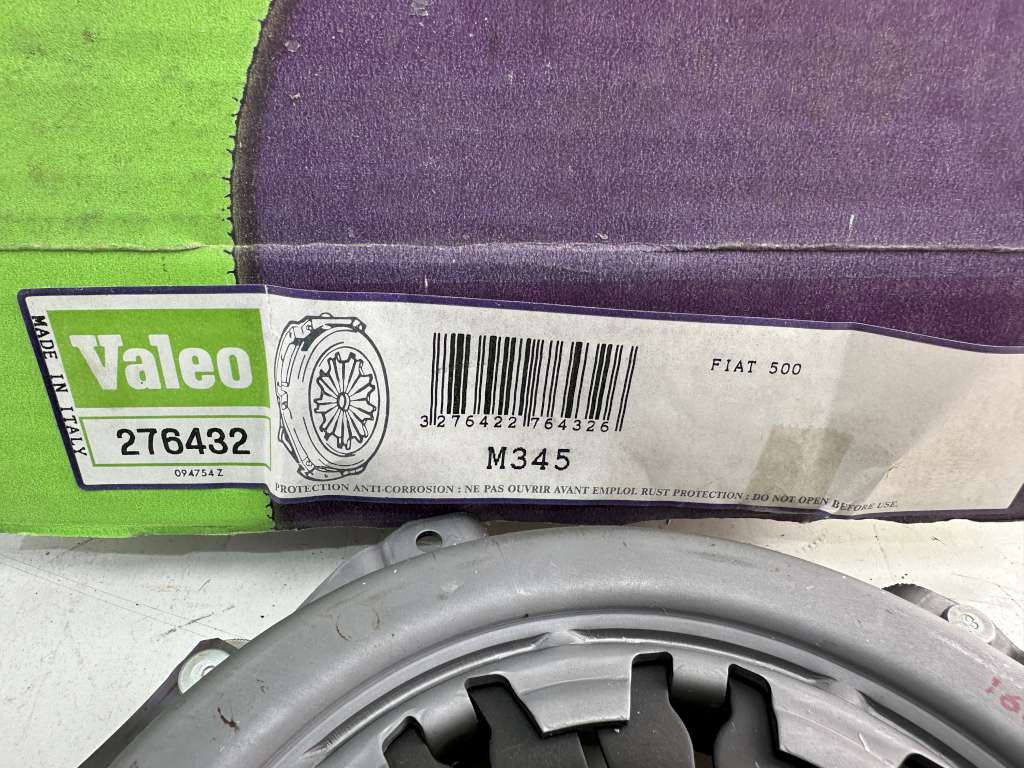 MADE IN ITALY
Valeo
276432
094754 Z
3 276422 764326
M345
FIAT 500
PROTECTION ANTI-CORROSION : NE PAS OUVRIR AVANT EMPLOL RUST PROTECTION : DO NOT OPEN BEFORE USE.